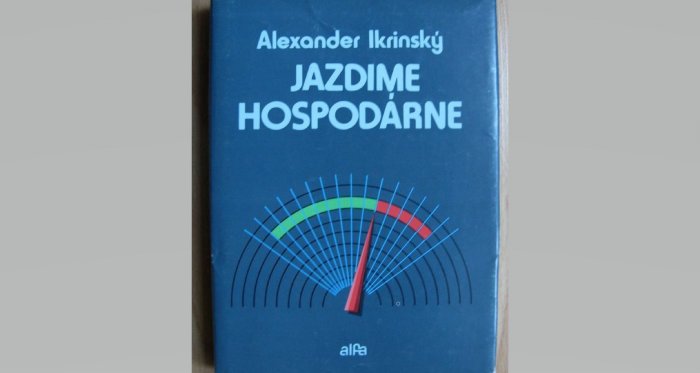 Alexander Ikrinský
JAZDIME
HOSPODÁRNE
alfa